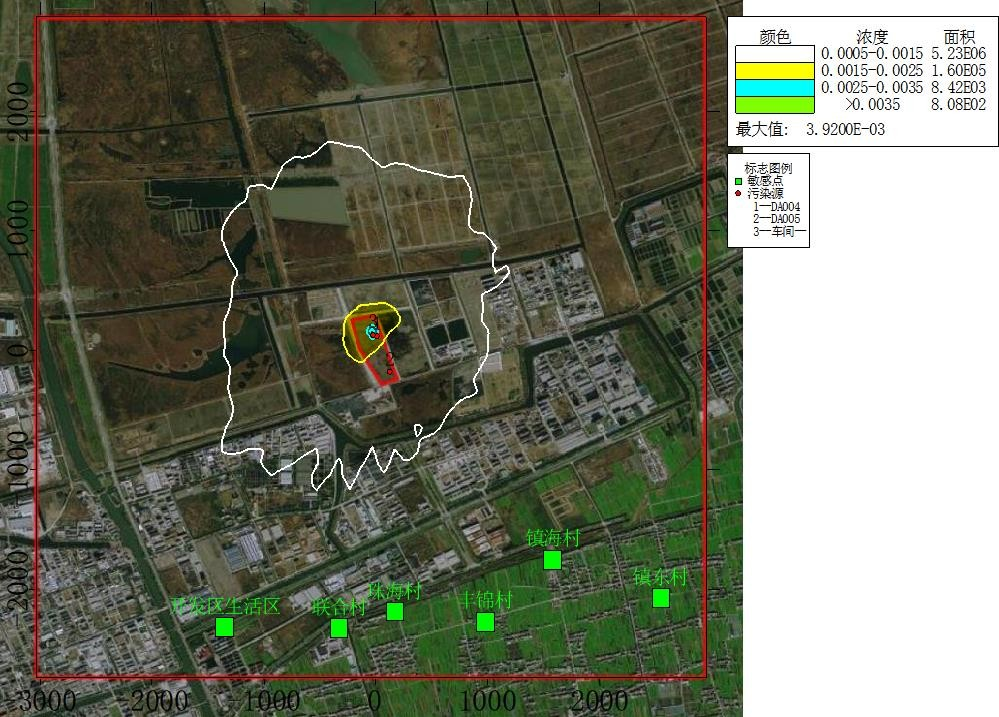 颜色 浓度 面积
0.0005-0.0015 5.23E06
0.0015-0.0025 1.60E05
0.0025-0.0035 8.42E03
>0.0035 8.08E02
最大值: 3.9200E-03
标志图例
敏感点
污染源
1—DA004
2—DA005
3—车间一
2000
1000
0
-1000
-2000
3
2
镇海村
镇东村
开发区生活区
联合村
珠海村
丰锦村
-3000 -2000 -1000 0 1000 2000